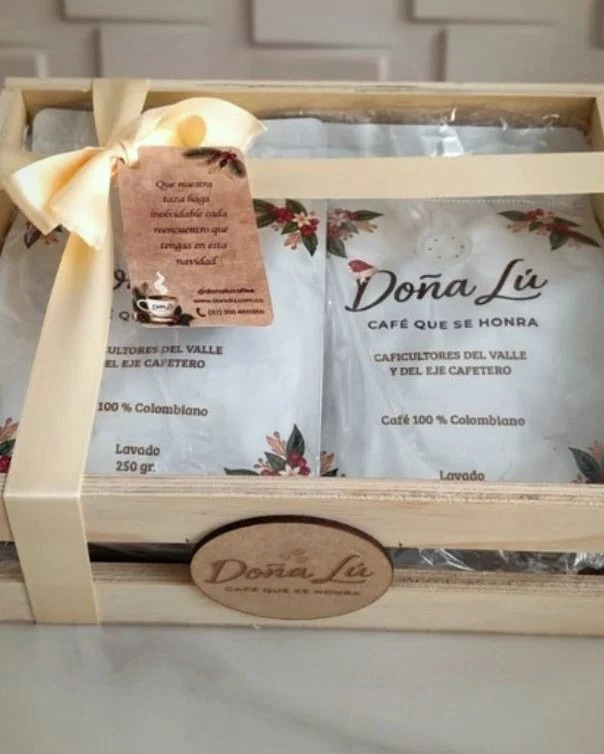 Que nuestra
taza haga
inolvidable cada
reencuentro que
tengas en esta
navidad
@donalucoffee
Doña Lú
CAFÉ QUE SE HONRA
CAFICULTORES DEL VALLE
Y DEL EJE CAFETERO
Café 100 % Colombiano
Lavado
CULTORES DEL VALLE
EL EJE CAFETERO
100 % Colombiano
Lavado
250 gr.
Doña Lú
CAFÉ QUE SE HONRA